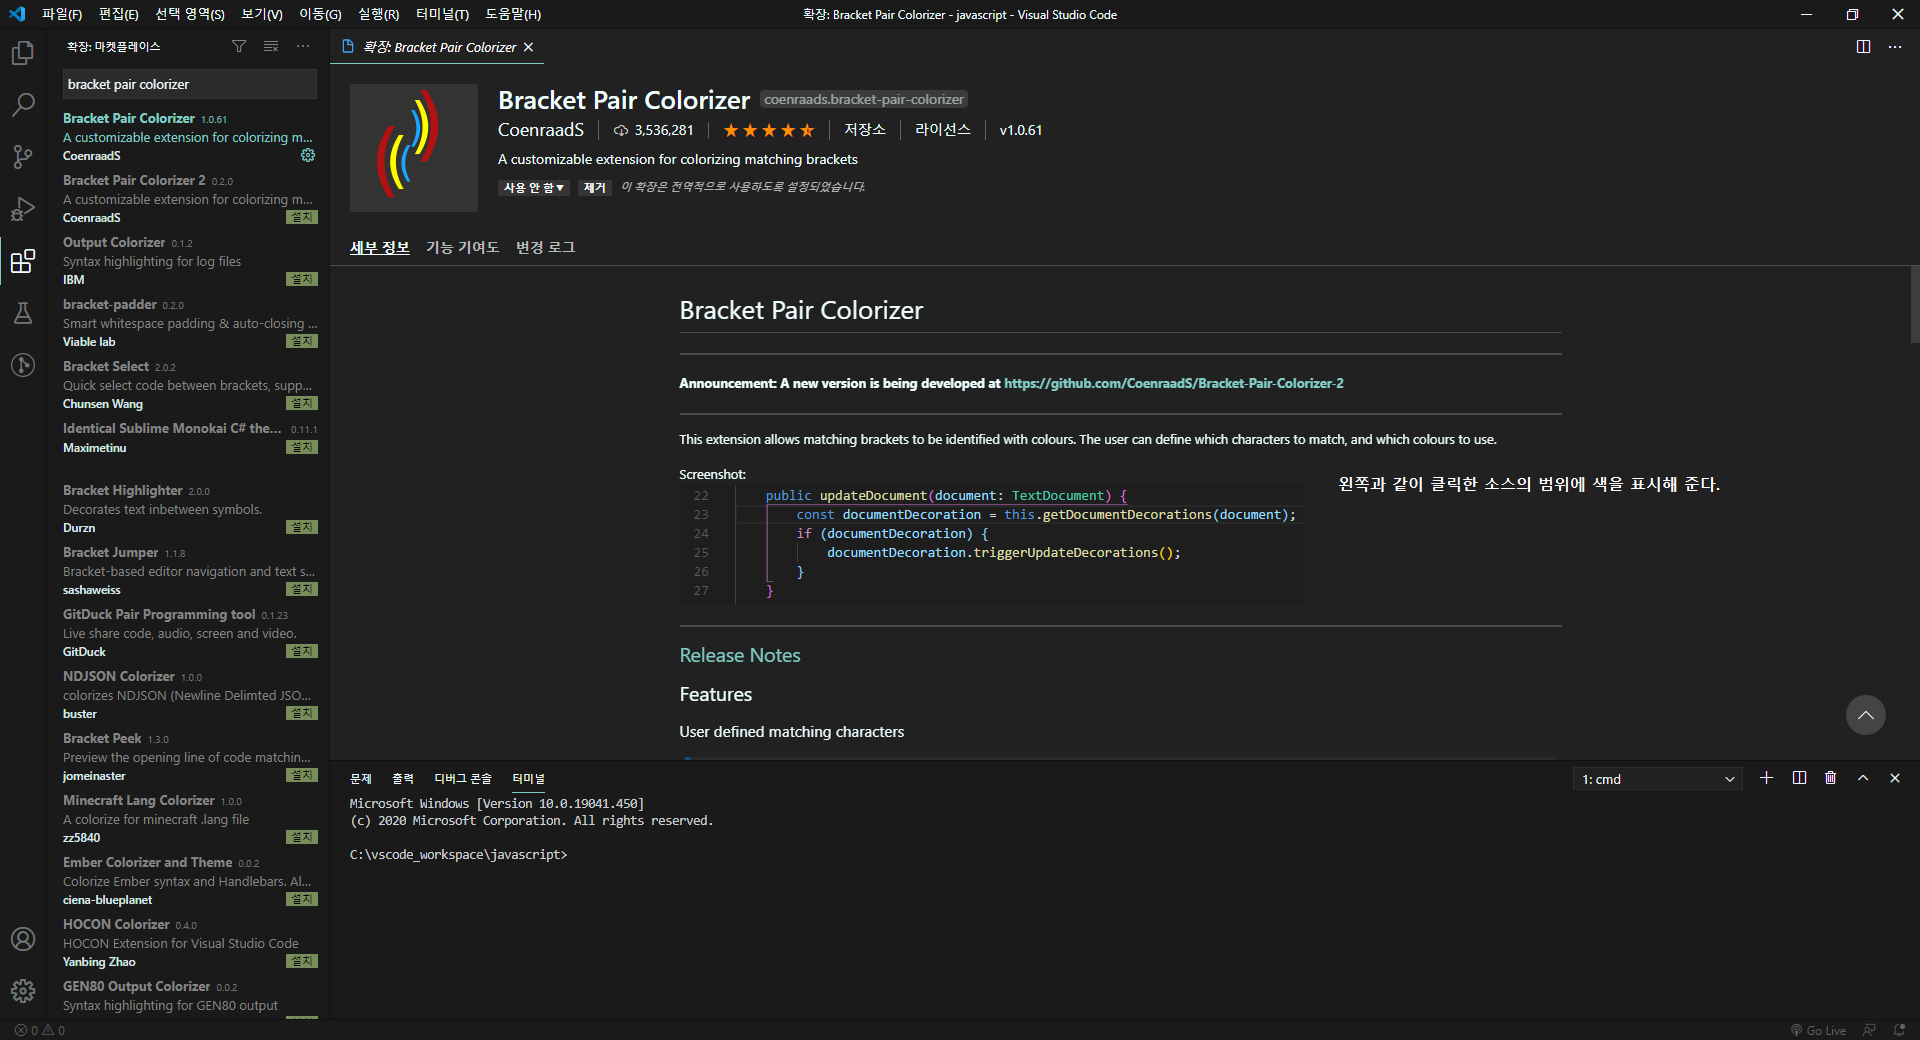 파일(F) 편집(E) 선택 영역(S) 보기(V) 이동(G) 실행(R) 터미널(T) 도움말(H)
확장: Bracket Pair Colorizer - javascript - Visual Studio Code
확장: 마켓플레이스
bracket pair colorizer
Bracket Pair Colorizer 1.0.61
A customizable extension for colorizing m...
CoenraadS
Bracket Pair Colorizer 2 0.2.0
A customizable extension for colorizing m...
CoenraadS 설치
Output Colorizer 0.1.2
Syntax highlighting for log files
IBM 설치
bracket-padder 0.2.0
Smart whitespace padding & auto-closing ...
Viable lab 설치
Bracket Select 2.0.2
Quick select code between brackets, supp...
Chunsen Wang 설치
Identical Sublime Monokai C# the... 0.11.1
Maximetinu 설치
Bracket Highlighter 2.0.0
Decorates text inbetween symbols.
Durzn 설치
Bracket Jumper 1.1.8
Bracket-based editor navigation and text s...
sashaweiss 설치
GitDuck Pair Programming tool 0.1.23
Live share code, audio, screen and video.
GitDuck 설치
NDJSON Colorizer 1.0.0
colorizes NDJSON (Newline Delimted JSO...
buster 설치
Bracket Peek 1.3.0
Preview the opening line of code matchin...
jomeinaster 설치
Minecraft Lang Colorizer 1.0.0
A colorize for minecraft .lang file
zz5840 설치
Ember Colorizer and Theme 0.0.2
Colorize Ember syntax and Handlebars. Al...
ciena-blueplanet 설치
HOCON Colorizer 0.4.0
HOCON Extension for Visual Studio Code
Yanbing Zhao 설치
GEN80 Output Colorizer 0.0.2
Syntax highlighting for GEN80 output
확장: Bracket Pair Colorizer
Bracket Pair Colorizer coenraads.bracket-pair-colorizer
CoenraadS 3,536,281 저장소 라이선스 v1.0.61
A customizable extension for colorizing matching brackets
사용 안 함▼ 제거 이 확장은 전역적으로 사용하도록 설정되었습니다.
세부 정보 기능 기여도 변경 로그
Bracket Pair Colorizer
Announcement: A new version is being developed at https://github.com/CoenraadS/Bracket-Pair-Colorizer-2
This extension allows matching brackets to be identified with colours. The user can define which characters to match, and which colours to use.
Screenshot:
22 public updateDocument(document: TextDocument) {
23 const documentDecoration = this.getDocumentDecorations(document);
24 if (documentDecoration) {
25 documentDecoration.triggerUpdateDecorations();
26 }
27 }
왼쪽과 같이 클릭한 소스의 범위에 색을 표시해 준다.
Release Notes
Features
User defined matching characters
문제 출력 디버그 콘솔 터미널
1: cmd
Microsoft Windows [Version 10.0.19041.450]
(c) 2020 Microsoft Corporation. All rights reserved.
C:\vscode_workspace\javascript>
0 0
Go Live